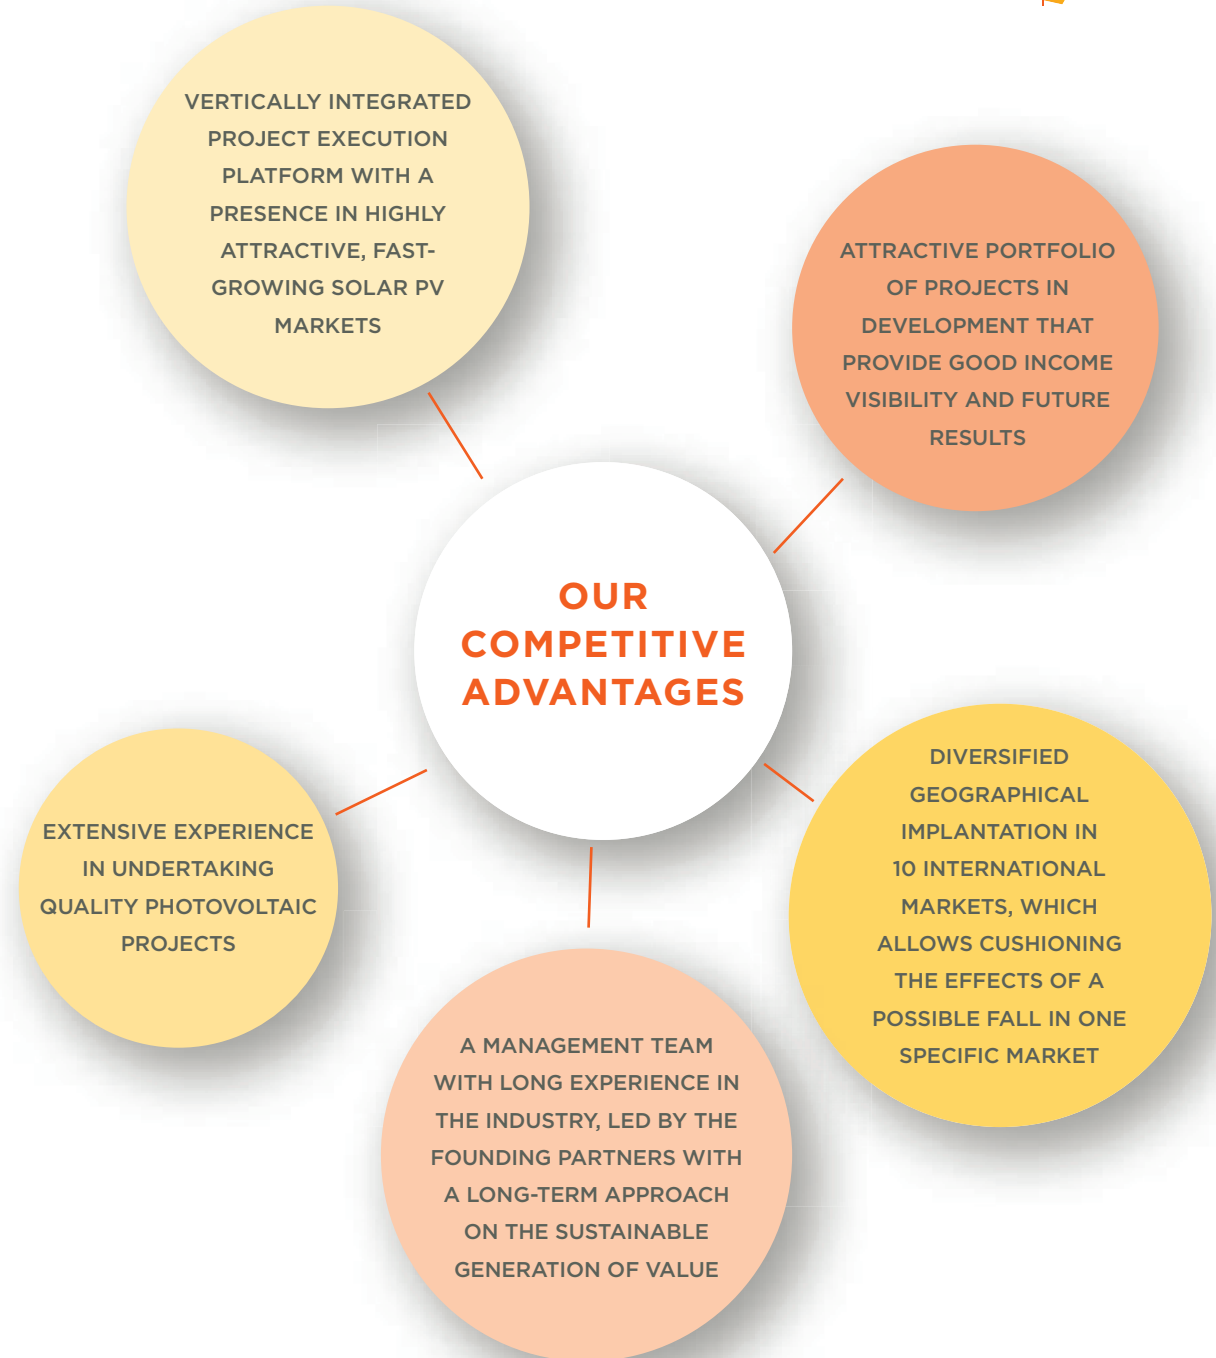 VERTICALLY INTEGRATED
PROJECT EXECUTION
PLATFORM WITH A
PRESENCE IN HIGHLY
ATTRACTIVE, FAST-
GROWING SOLAR PV
MARKETS
ATTRACTIVE PORTFOLIO
OF PROJECTS IN
DEVELOPMENT THAT
PROVIDE GOOD INCOME
VISIBILITY AND FUTURE
RESULTS
OUR
COMPETITIVE
ADVANTAGES
EXTENSIVE EXPERIENCE
IN UNDERTAKING
QUALITY PHOTOVOLTAIC
PROJECTS
DIVERSIFIED
GEOGRAPHICAL
IMPLANTATION IN
10 INTERNATIONAL
MARKETS, WHICH
ALLOWS CUSHIONING
THE EFFECTS OF A
POSSIBLE FALL IN ONE
SPECIFIC MARKET
A MANAGEMENT TEAM
WITH LONG EXPERIENCE IN
THE INDUSTRY, LED BY THE
FOUNDING PARTNERS WITH
A LONG-TERM APPROACH
ON THE SUSTAINABLE
GENERATION OF VALUE